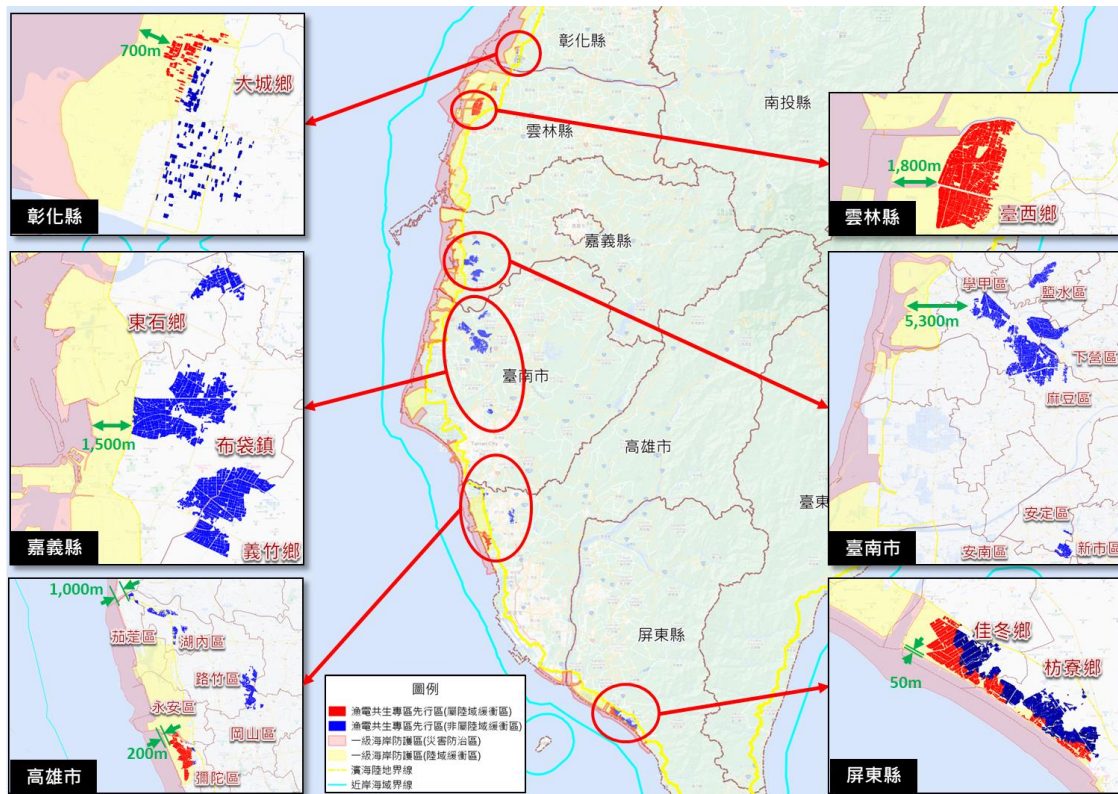 700m
大城鄉
彰化縣
東石鄉
1,500m
布袋鎮
義竹鄉
嘉義縣
1,000m
茄萣區
湖內區
路竹區
永安區
岡山區
200m
彌陀區
高雄市
彰化縣
南投縣
雲林縣
嘉義縣
臺南市
高雄市
臺東
屏東縣
圖例
漁電共生專區先行區(屬陸域緩衝區)
漁電共生專區先行區(非屬陸域緩衝區)
一級海岸防護區(災害防治區)
一級海岸防護區(陸域緩衝區)
濱海陸地界線
近岸海域界線
1,800m
臺西鄉
雲林縣
學甲區
鹽水區
5,300m
下營區
麻豆區
安定區
安南區
新市區
臺南市
佳冬鄉
枋寮鄉
50m
屏東縣